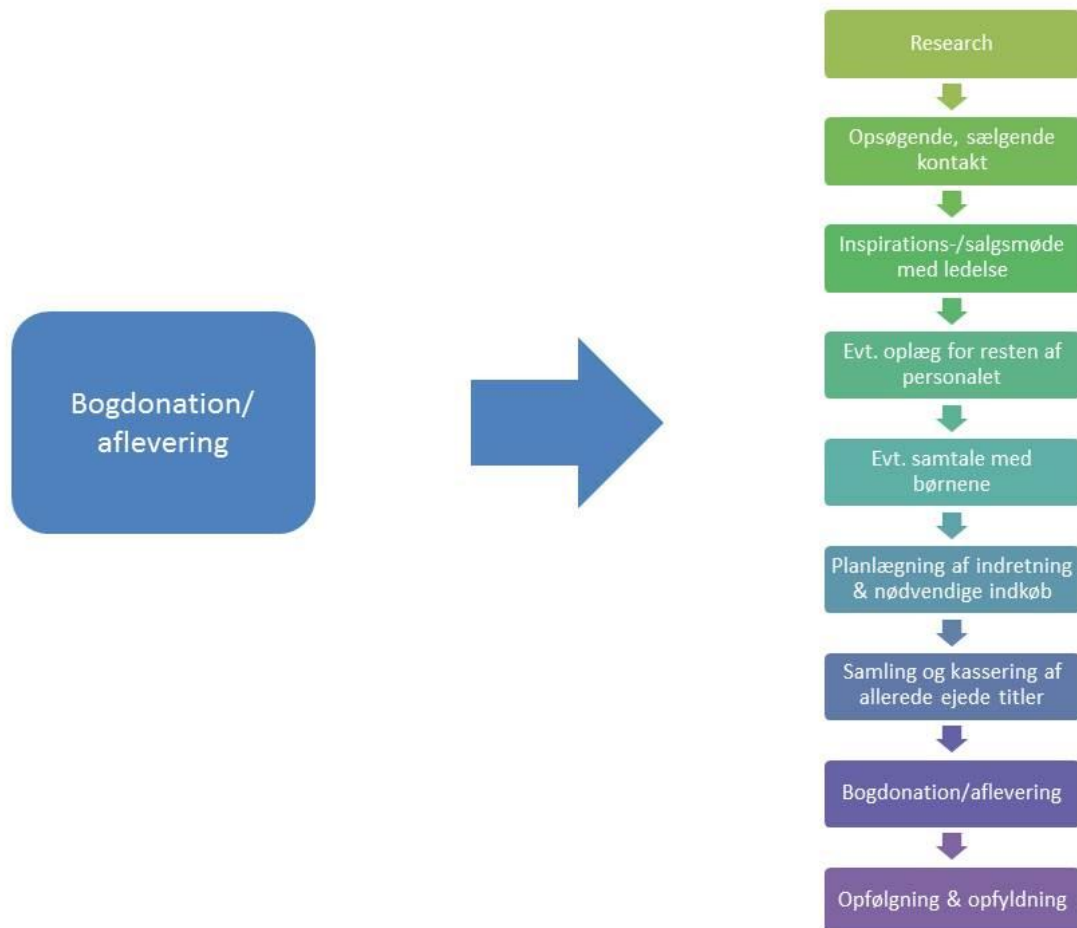 Bogdonation/
aflevering
Research
Opsøgende, sælgende
kontakt
Inspirations-/salgsmøde
med ledelse
Evt. oplæg for resten af
personalet
Evt. samtale med
børnene
Planlægning af indretning
& nødvendige indkøb
Samling og kassering af
allerede ejede titler
Bogdonation/aflevering
Opfølgning & opfyldning